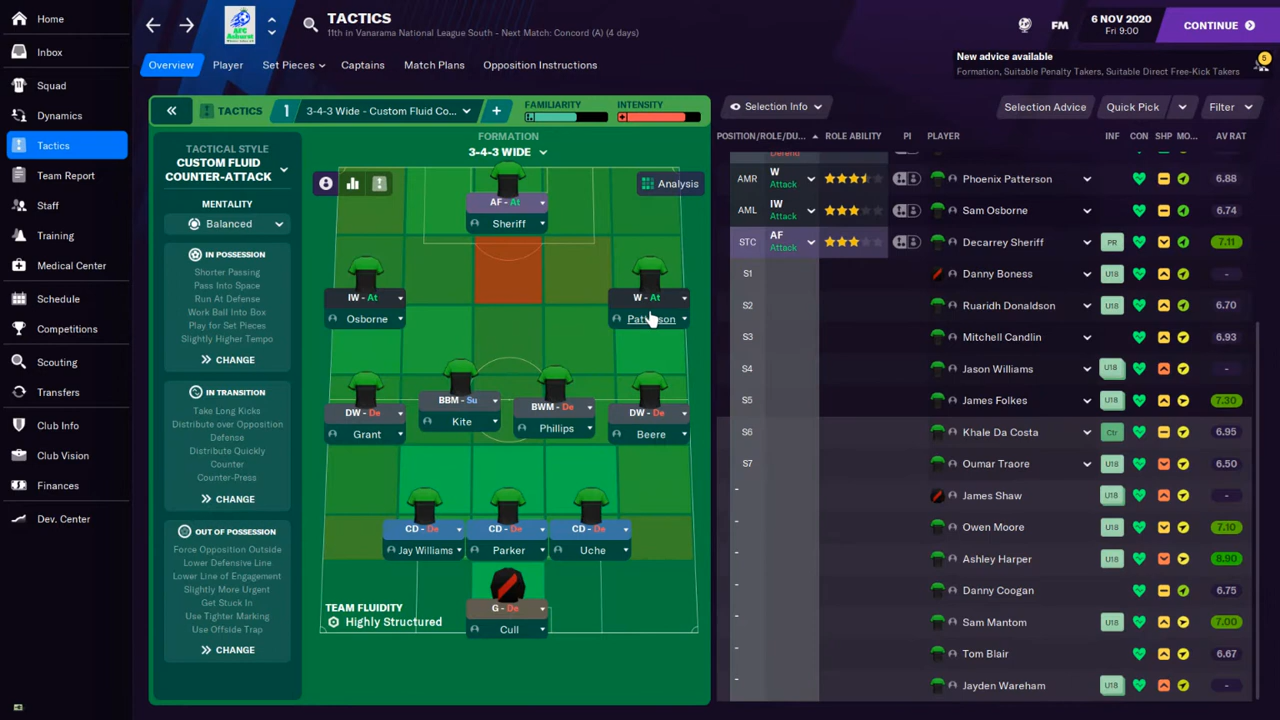 Home
Inbox
Squad
Dynamics
Tactics
Team Report
Staff
Training
Medical Center
Schedule
Competitions
Scouting
Transfers
Club Info
Club Vision
Finances
Dev. Center
TACTICS
11th in Vanarama National League South - Next Match: Concord (A) (4 days)
FM
6 NOV 2020
Fri 9:00
CONTINUE
Overview
Player
Set Pieces
Captains
Match Plans
Opposition Instructions
New advice available
5
Formation, Suitable Penalty Takers, Suitable Direct Free-Kick Takers
TACTICS
1
3-4-3 Wide - Custom Fluid Co...
FAMILIARITY
INTENSITY
TACTICAL STYLE
CUSTOM FLUID
COUNTER-ATTACK
MENTALITY
Balanced
IN POSSESSION
Shorter Passing
Pass Into Space
Run At Defense
Work Ball Into Box
Play for Set Pieces
Slightly Higher Tempo
CHANGE
IN TRANSITION
Take Long Kicks
Distribute over Opposition
Defense
Distribute Quickly
Counter
Counter-Press
CHANGE
OUT OF POSSESSION
Force Opposition Outside
Lower Defensive Line
Lower Line of Engagement
Slightly More Urgent
Get Stuck In
Use Tighter Marking
Use Offside Trap
CHANGE
FORMATION
3-4-3 WIDE
Analysis
AF - At
Sheriff
IW - At
Osborne
W - At
Patterson
DW - De
Grant
BBM - Su
Kite
BWM - De
Phillips
DW - De
Beere
CD - De
Jay Williams
CD - De
Parker
CD - De
Uche
G - De
Cull
TEAM FLUIDITY
Highly Structured
Selection Info
Selection Advice
Quick Pick
Filter
POSITION/ROLE/DU...
ROLE ABILITY
PI
PLAYER
INF
CON
SHP
MO...
AV RAT
Defend
AMR W Attack Phoenix Patterson 6.88
AML IW Attack Sam Osborne 6.74
STC AF Attack Decarrey Sheriff PR 7.11
S1 Danny Boness U18 -
S2 Ruaridh Donaldson U18 6.70
S3 Mitchell Candlin 6.93
S4 Jason Williams U18 -
S5 James Folkes U18 7.30
S6 Khale Da Costa Ctr 6.95
S7 Oumar Traore U18 6.50
- James Shaw U18 -
- Owen Moore U18 7.10
- Ashley Harper U18 8.90
- Danny Coogan 6.75
- Sam Mantom U18 7.00
- Tom Blair 6.67
- Jayden Wareham U18 -